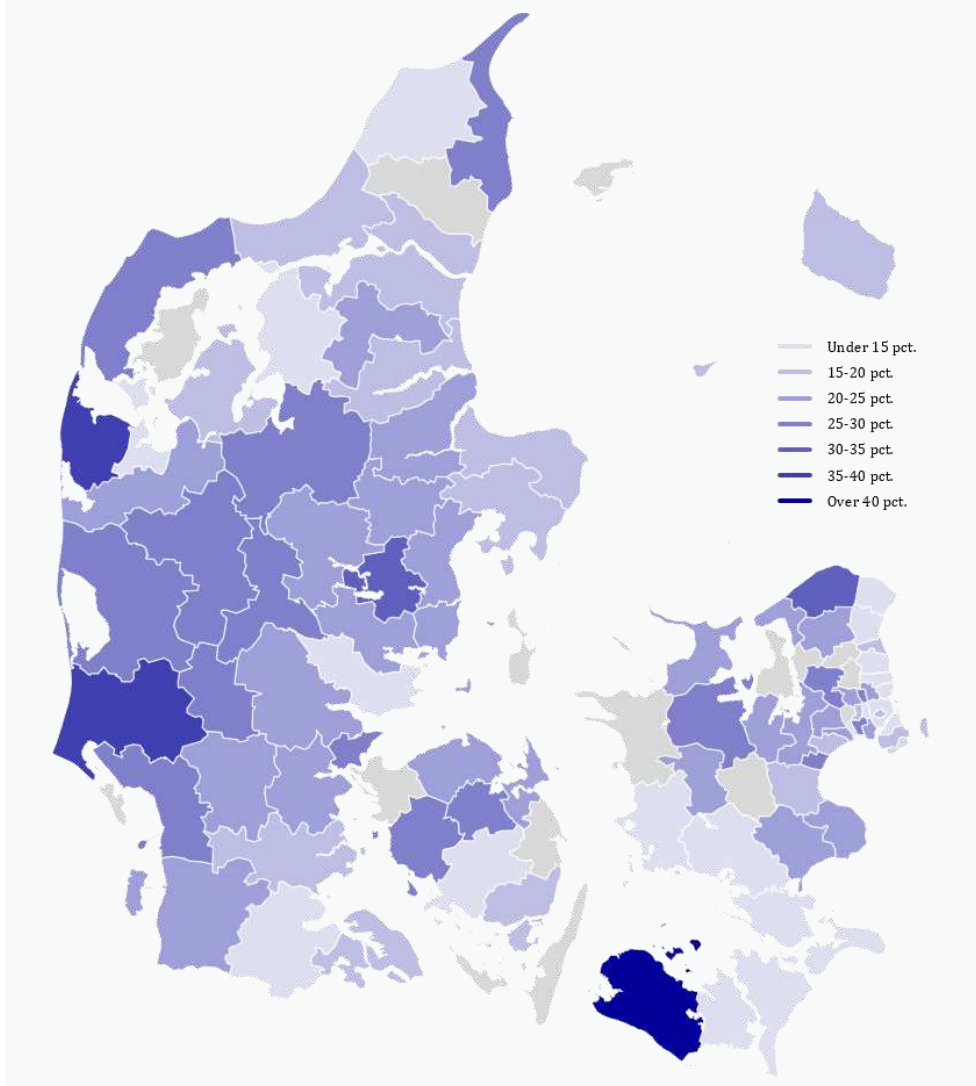 Under 15 pct.
15-20 pct.
20-25 pct.
25-30 pct.
30-35 pct.
35-40 pct.
Over 40 pct.